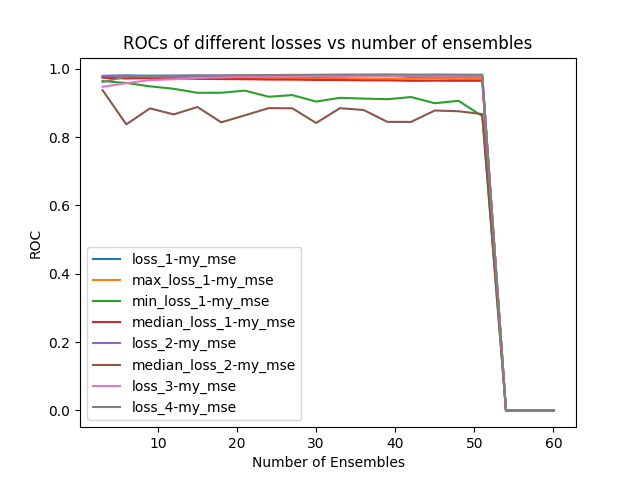 ROCs of different losses vs number of ensembles
1.0
0.8
0.6
0.4
0.2
0.0
ROC
loss_1-my_mse
max_loss_1-my_mse
min_loss_1-my_mse
median_loss_1-my_mse
loss_2-my_mse
median_loss_2-my_mse
loss_3-my_mse
loss_4-my_mse
10 20 30 40 50 60
Number of Ensembles